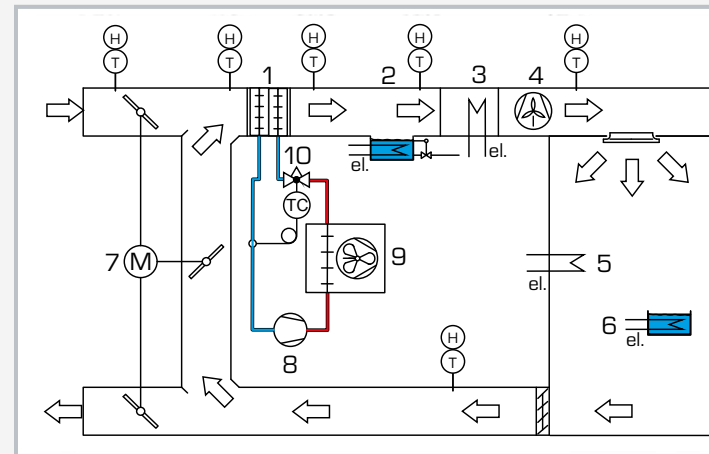 H H H H H
T T T T T
1 2 3 4
el. el.
10
TC
7 M 9 5
el.
6
el.
8
H
T